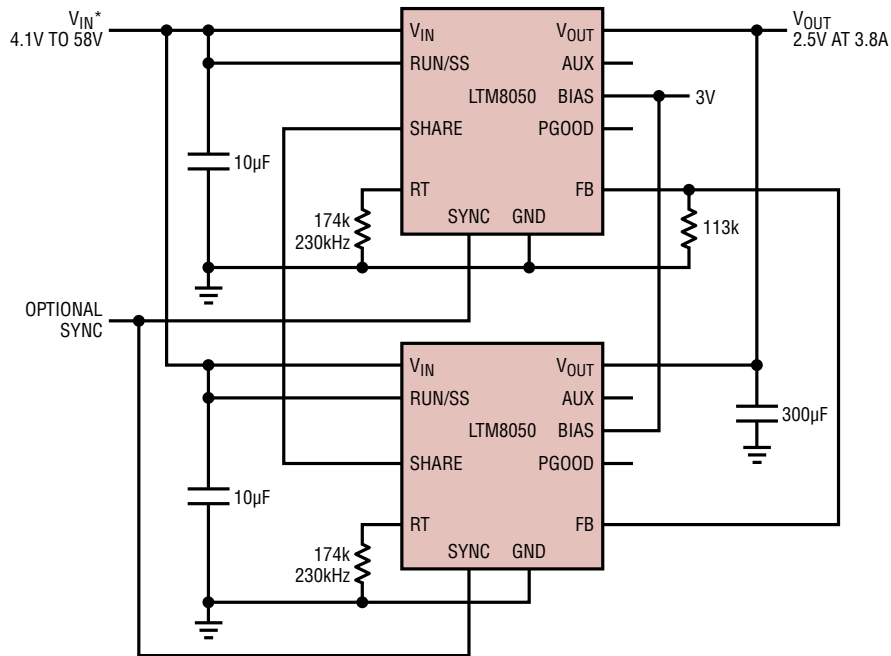 VIN*
4.1V TO 58V
VIN
RUN/SS
SHARE
RT
SYNC
GND
LTM8050
VOUT
AUX
BIAS
PGOOD
FB
VOUT
2.5V AT 3.8A
3V
10µF
174k
230kHz
113k
OPTIONAL
SYNC
VIN
RUN/SS
SHARE
RT
SYNC
GND
LTM8050
VOUT
AUX
BIAS
PGOOD
FB
10µF
174k
230kHz
300µF